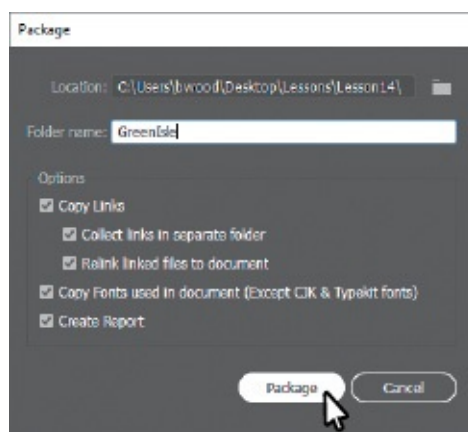 Package
Location: C:\Users\bwood\Desktop\Lessons\Lesson14\
Folder name: GreenIsle
Options
Copy Links
Collect links in separate folder
Relink linked files to document
Copy Fonts used in document (Except CJK & Typekit fonts)
Create Report
Package Cancel